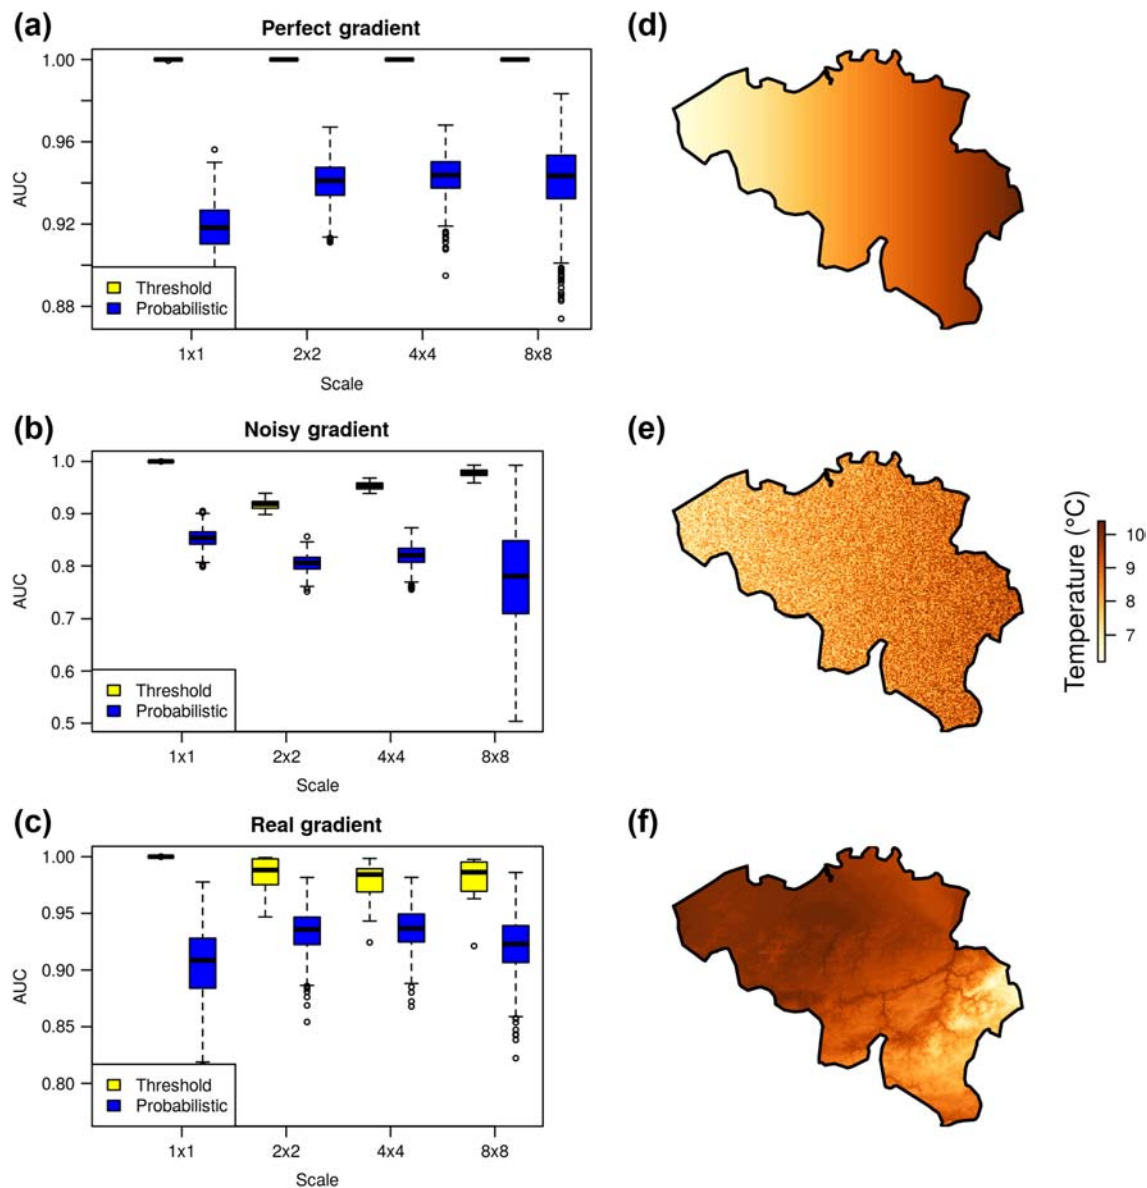 (a)
Perfect gradient
1.00
0.96
0.92
0.88
AUC
Threshold
Probabilistic
1x1
2x2
4x4
8x8
Scale
(d)
(b)
Noisy gradient
1.0
0.9
0.8
0.7
0.6
0.5
AUC
Threshold
Probabilistic
1x1
2x2
4x4
8x8
Scale
(e)
Temperature (°C)
10
9
8
7
(c)
Real gradient
1.00
0.95
0.90
0.85
0.80
AUC
Threshold
Probabilistic
1x1
2x2
4x4
8x8
Scale
(f)